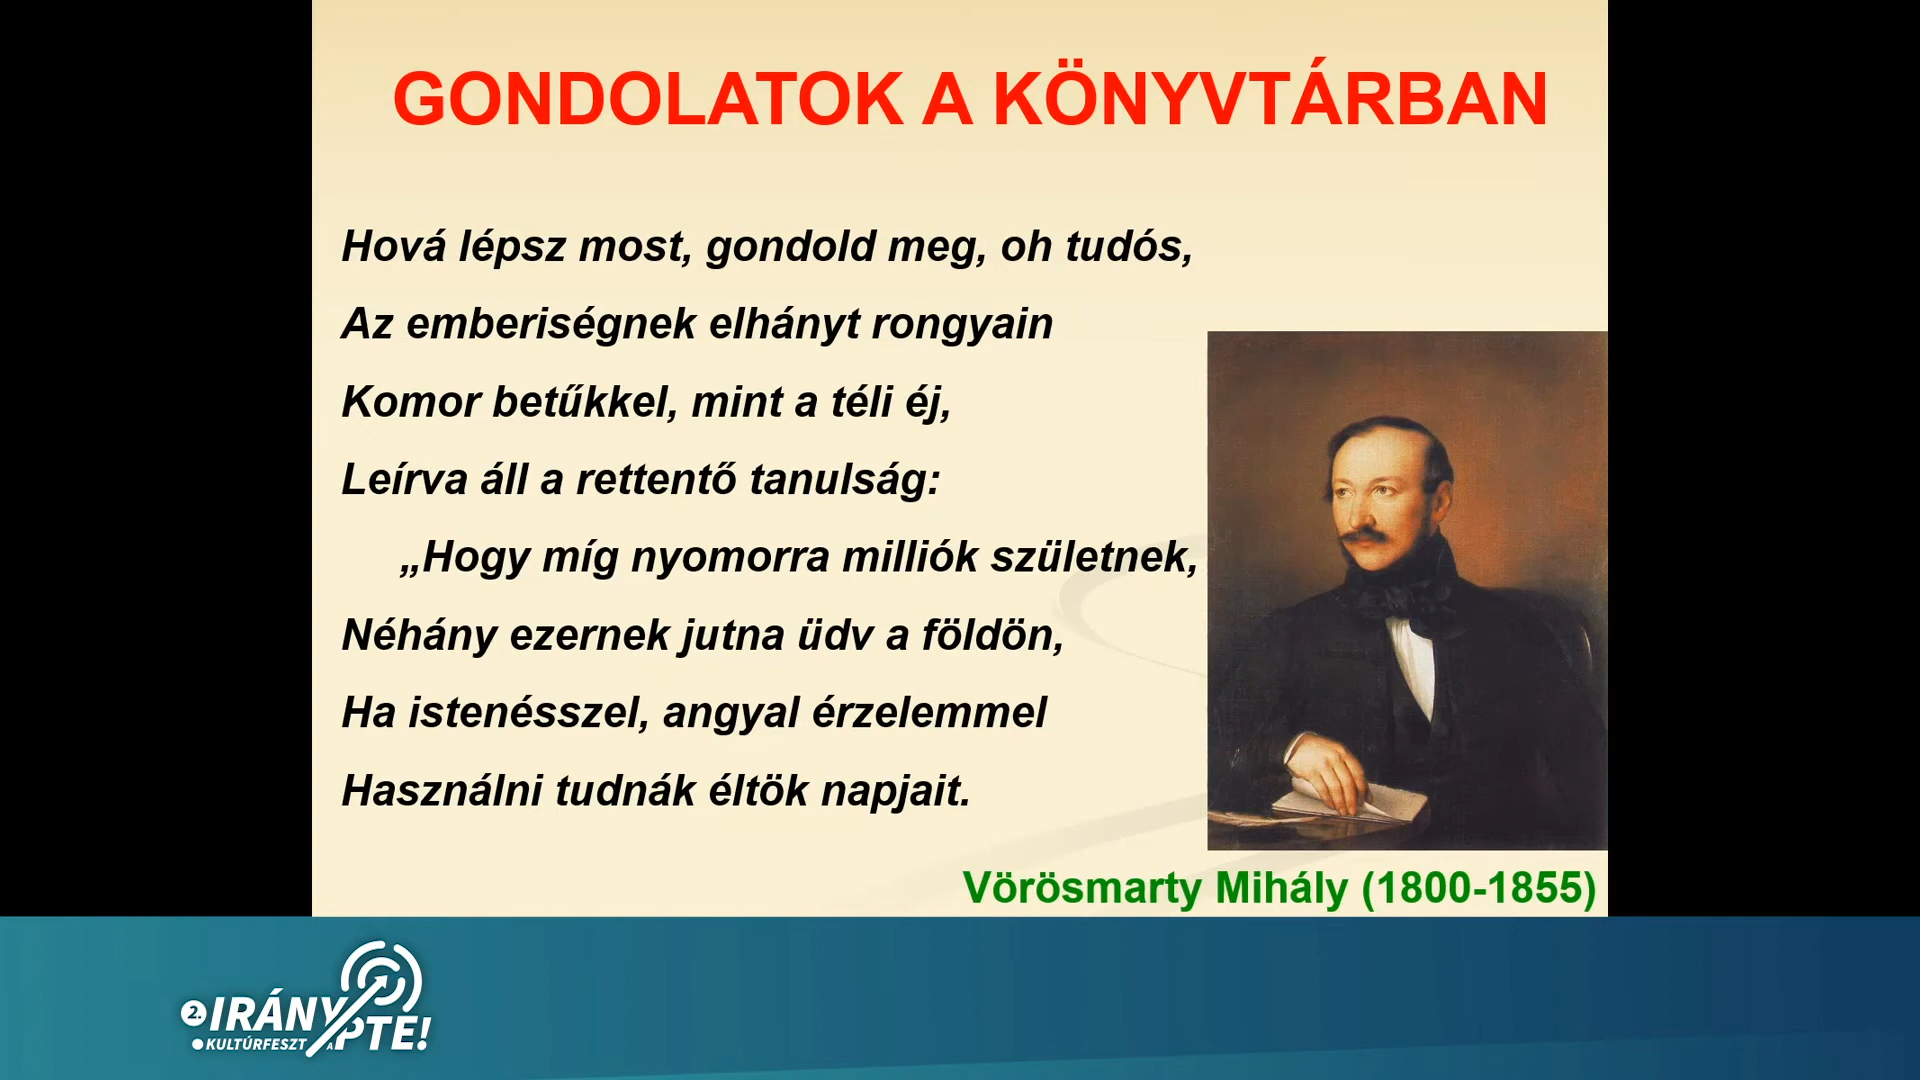 GONDOLATOK A KÖNYVTÁRBAN
Hová lépsz most, gondold meg, oh tudós,
Az emberiségnek elhányt rongyain
Komor betűkkel, mint a téli éj,
Leírva áll a rettentő tanulság:
„Hogy míg nyomorra milliók születnek,
Néhány ezernek jutna üdv a földön,
Ha istenésszel, angyal érzelemmel
Használni tudnák éltök napjait.
Vörösmarty Mihály (1800-1855)
2. IRÁNY A PTE!
KULTÚRFESZT